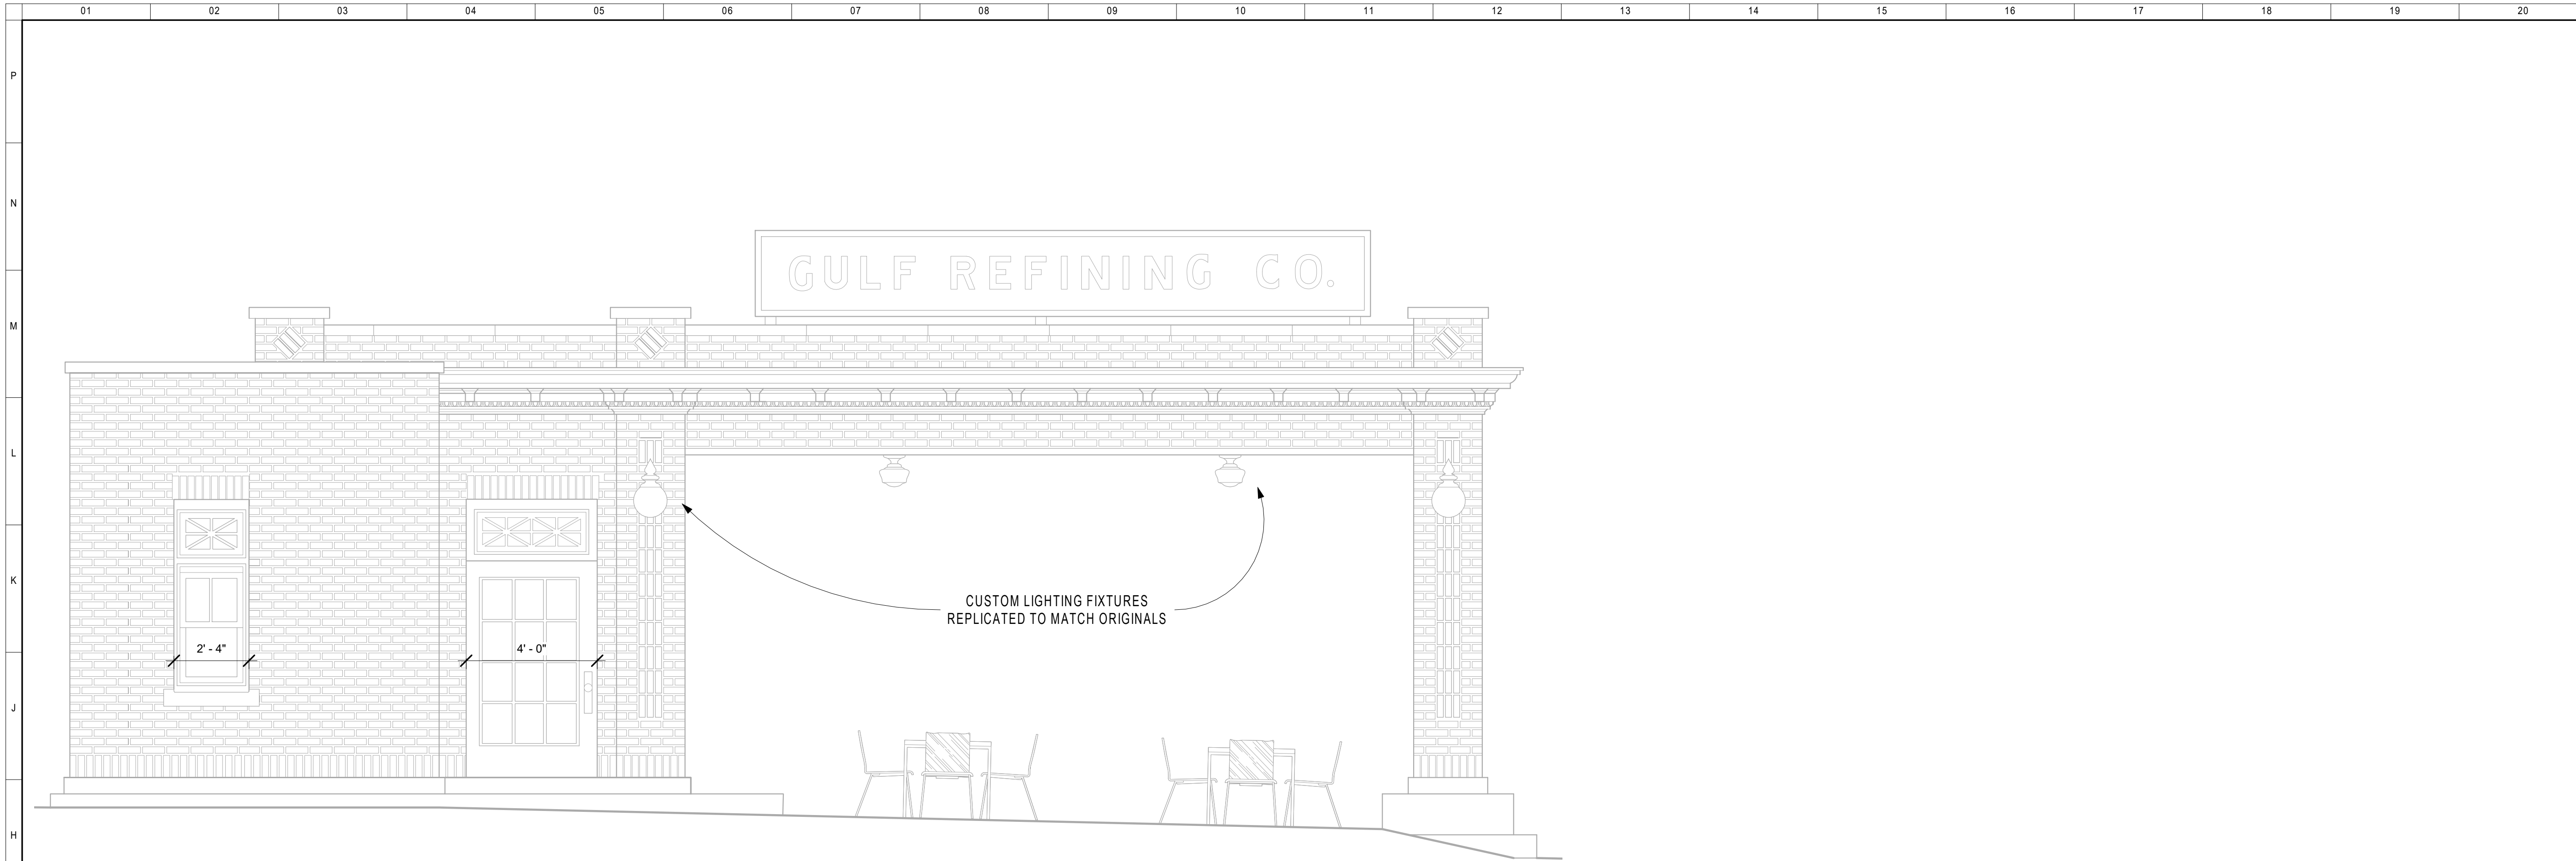 01 02 03 04 05 06 07 08 09 10 11 12 13 14 15 16 17 18 19 20
P
N
GULF REFINING CO.
M
L
K
CUSTOM LIGHTING FIXTURES
REPLICATED TO MATCH ORIGINALS
2' - 4" 4' - 0"
J
H